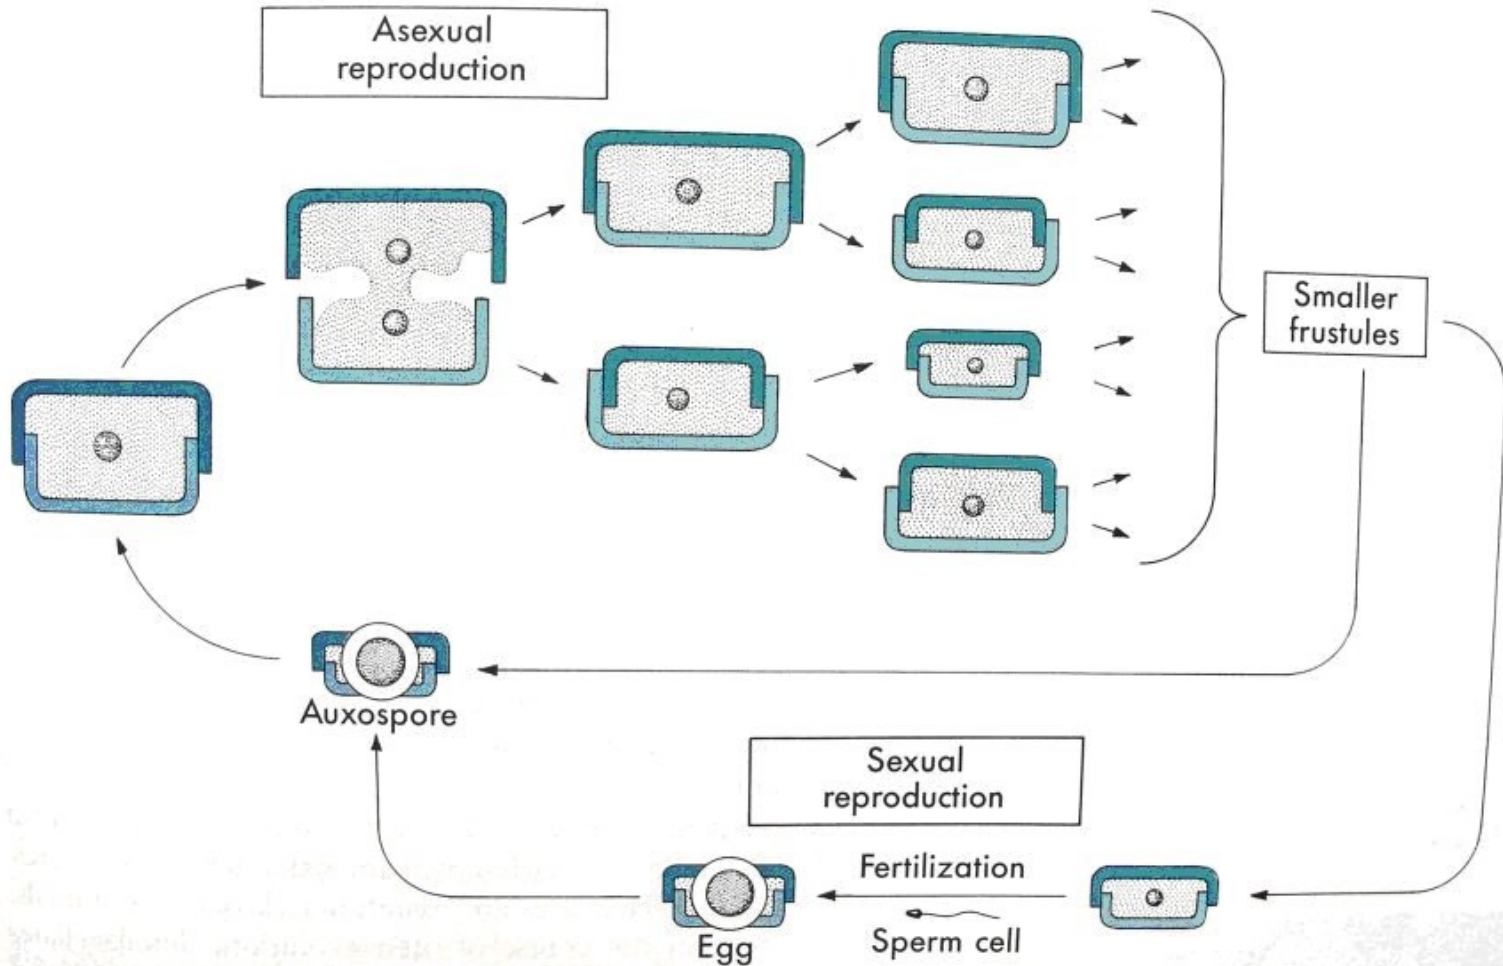 Asexual
reproduction
Smaller
frustules
Auxospore
Sexual
reproduction
Fertilization
Sperm cell
Egg